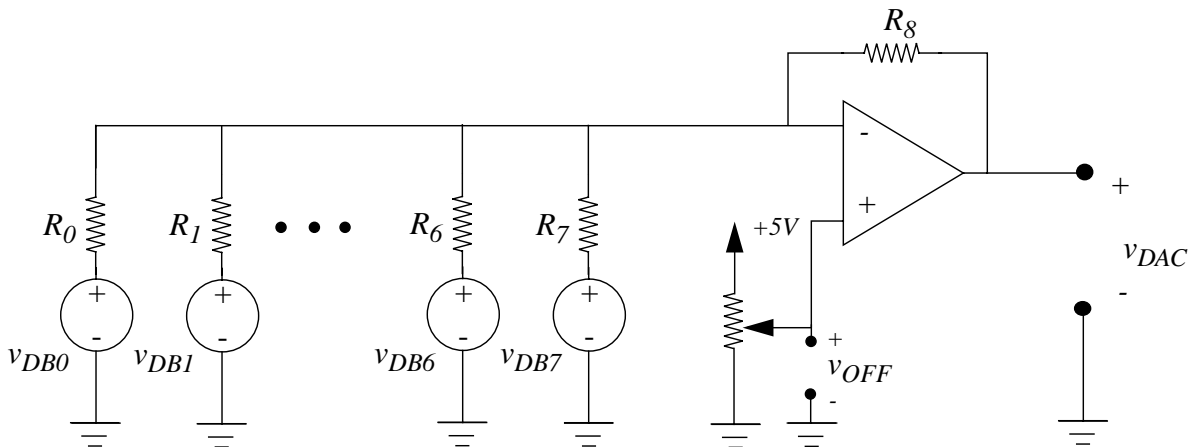 R8
-
R0
R1
R6
R7
+5V
+
+
vDAC
-
+
-
+
-
+
-
+
-
vDB0
vDB1
vDB6
vDB7
+
vOFF
-